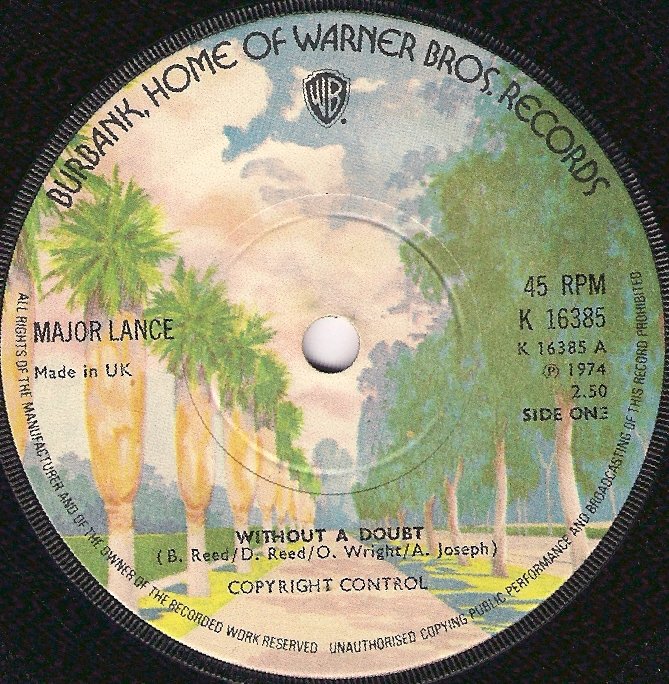 BURBANK, HOME OF WARNER BROS. RECORDS
WB
45 RPM
K 16385
K 16385 A
℗ 1974
2.50
SIDE ONE
MAJOR LANCE
Made in UK
WITHOUT A DOUBT
(B. Reed/D. Reed/O. Wright/A. Joseph)
COPYRIGHT CONTROL
ALL RIGHTS OF THE MANUFACTURER AND OF THE OWNER OF THE RECORDED WORK RESERVED UNAUTHORISED COPYING PUBLIC PERFORMANCE AND BROADCASTING OF THIS RECORD PROHIBITED